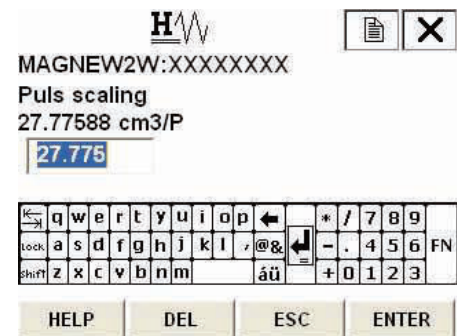 H
MAGNEW2W:XXXXXXXX
Puls scaling
27.77588 cm3/P
27.775
q w e r t y u i o p * / 7 8 9
Lock a s d f g h j k l , @& - . 4 5 6 FN
Shift z x c v b n m áü + 0 1 2 3
HELP DEL ESC ENTER